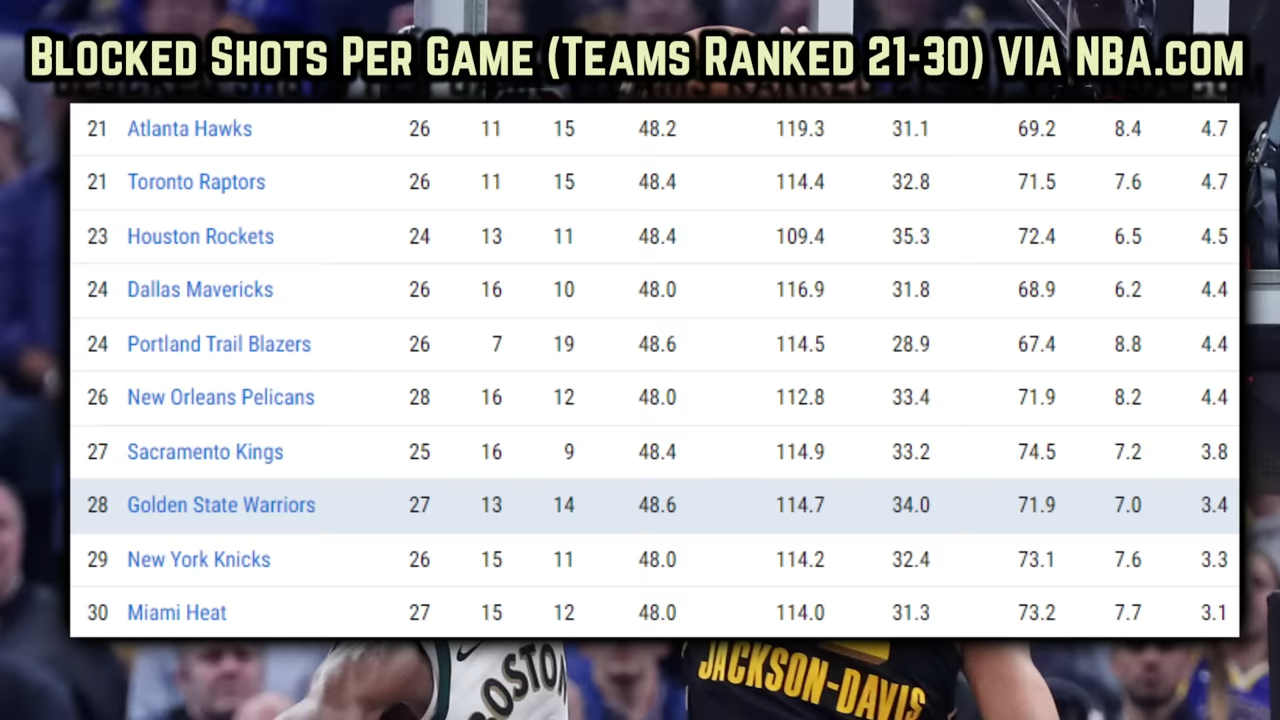 Blocked Shots Per Game (Teams Ranked 21-30) VIA NBA.com
21 Atlanta Hawks 26 11 15 48.2 119.3 31.1 69.2 8.4 4.7
21 Toronto Raptors 26 11 15 48.4 114.4 32.8 71.5 7.6 4.7
23 Houston Rockets 24 13 11 48.4 109.4 35.3 72.4 6.5 4.5
24 Dallas Mavericks 26 16 10 48.0 116.9 31.8 68.9 6.2 4.4
24 Portland Trail Blazers 26 7 19 48.6 114.5 28.9 67.4 8.8 4.4
26 New Orleans Pelicans 28 16 12 48.0 112.8 33.4 71.9 8.2 4.4
27 Sacramento Kings 25 16 9 48.4 114.9 33.2 74.5 7.2 3.8
28 Golden State Warriors 27 13 14 48.6 114.7 34.0 71.9 7.0 3.4
29 New York Knicks 26 15 11 48.0 114.2 32.4 73.1 7.6 3.3
30 Miami Heat 27 15 12 48.0 114.0 31.3 73.2 7.7 3.1
BOSTON
JACKSON-DAVIS